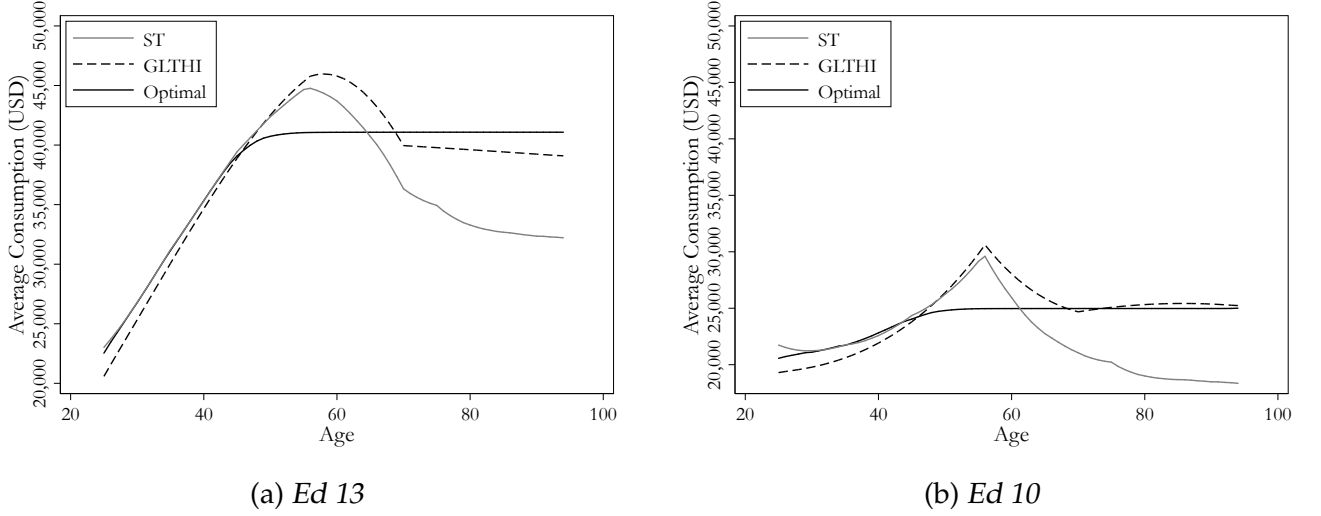 Average Consumption (USD)
50,000
45,000
40,000
35,000
30,000
25,000
20,000
ST
GLTHI
Optimal
20 40 60 80 100
Age
(a) Ed 13
Average Consumption (USD)
50,000
45,000
40,000
35,000
30,000
25,000
20,000
ST
GLTHI
Optimal
20 40 60 80 100
Age
(b) Ed 10